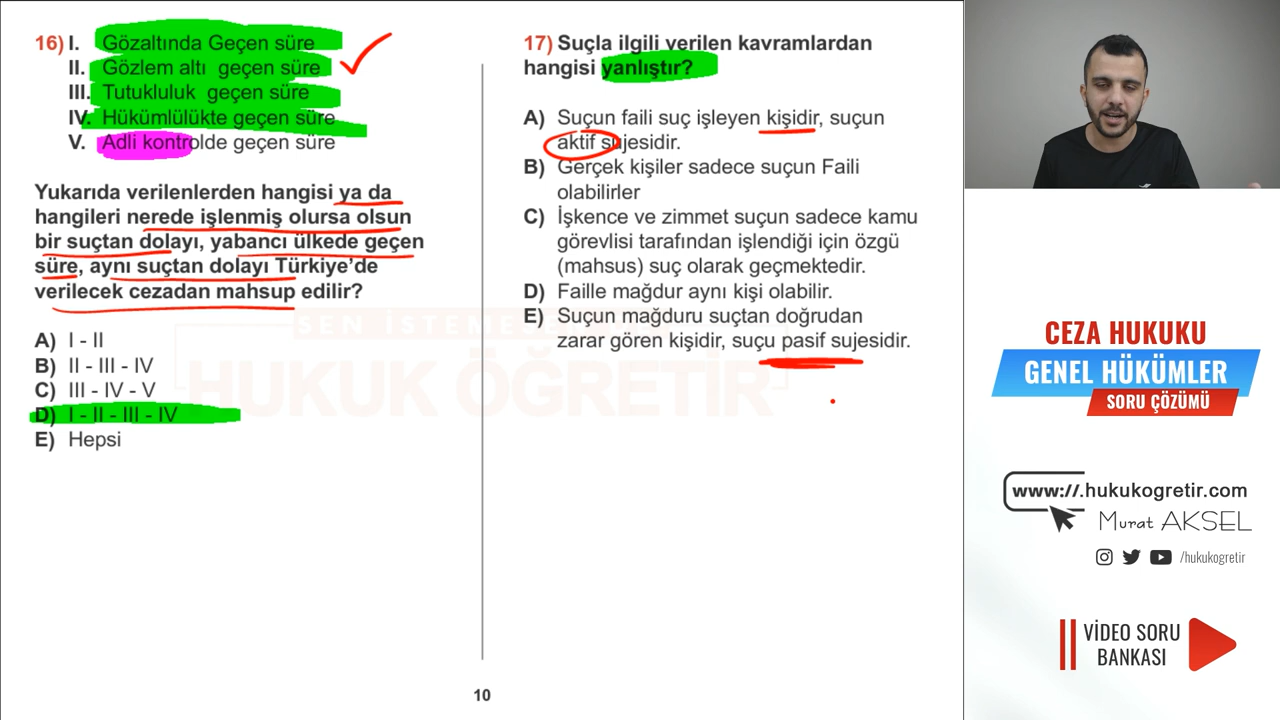 16) I. Gözaltında Geçen süre
II. Gözlem altı geçen süre
III. Tutukluluk geçen süre
IV. Hükümlülükte geçen süre
V. Adli kontrolde geçen süre
Yukarıda verilenlerden hangisi ya da
hangileri nerede işlenmiş olursa olsun
bir suçtan dolayı, yabancı ülkede geçen
süre, aynı suçtan dolayı Türkiye’de
verilecek cezadan mahsup edilir?
A) I - II
B) II - III - IV
C) III - IV - V
D) I - II - III - IV
E) Hepsi
17) Suçla ilgili verilen kavramlardan
hangisi yanlıştır?
A) Suçun faili suç işleyen kişidir, suçun
aktif sujesidir.
B) Gerçek kişiler sadece suçun Faili
olabilirler
C) İşkence ve zimmet suçun sadece kamu
görevlisi tarafından işlendiği için özgü
(mahsus) suç olarak geçmektedir.
D) Faille mağdur aynı kişi olabilir.
E) Suçun mağduru suçtan doğrudan
zarar gören kişidir, suçu pasif sujesidir.
SEN İSTEMESEN DE
HUKUK ÖĞRETİR
10
CEZA HUKUKU
GENEL HÜKÜMLER
SORU ÇÖZÜMÜ
www://.hukukogretir.com
Murat AKSEL
/hukukogretir
VİDEO SORU
BANKASI